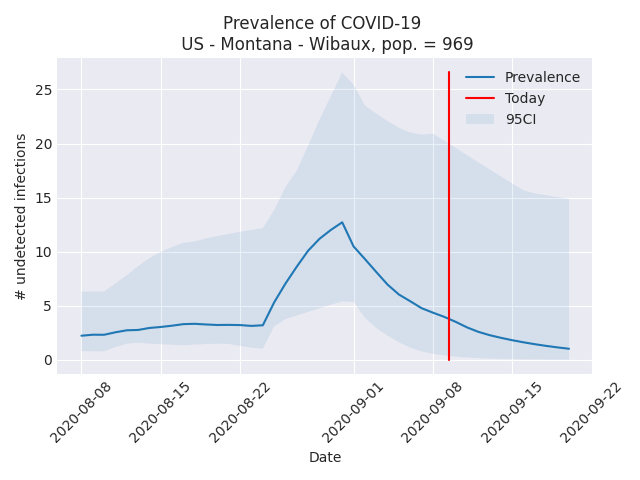 Prevalence of COVID-19
US - Montana - Wibaux, pop. = 969
Prevalence
Today
95CI
# undetected infections
25
20
15
10
5
0
2020-08-08
2020-08-15
2020-08-22
2020-09-01
2020-09-08
2020-09-15
2020-09-22
Date